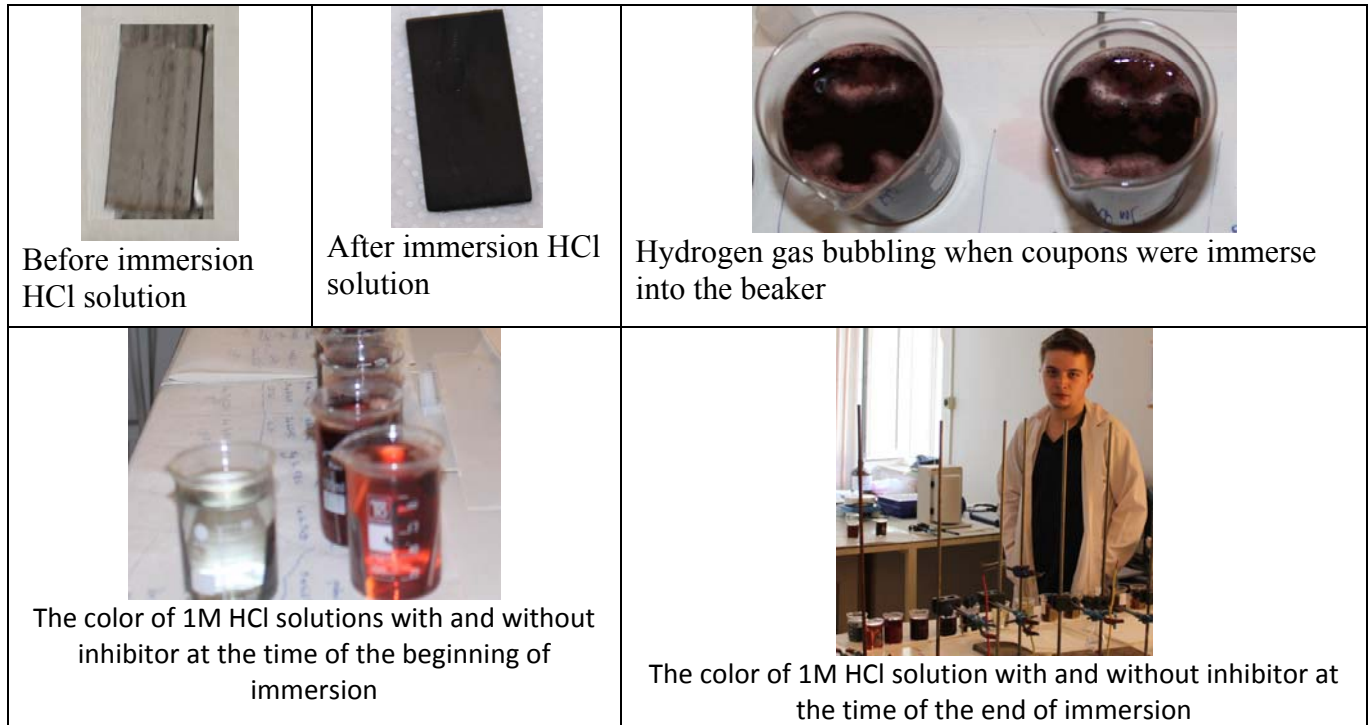 Before immersion
HCl solution
After immersion HCl
solution
Hydrogen gas bubbling when coupons were immerse
into the beaker
The color of 1M HCl solutions with and without
inhibitor at the time of the beginning of
immersion
The color of 1M HCl solution with and without inhibitor at
the time of the end of immersion